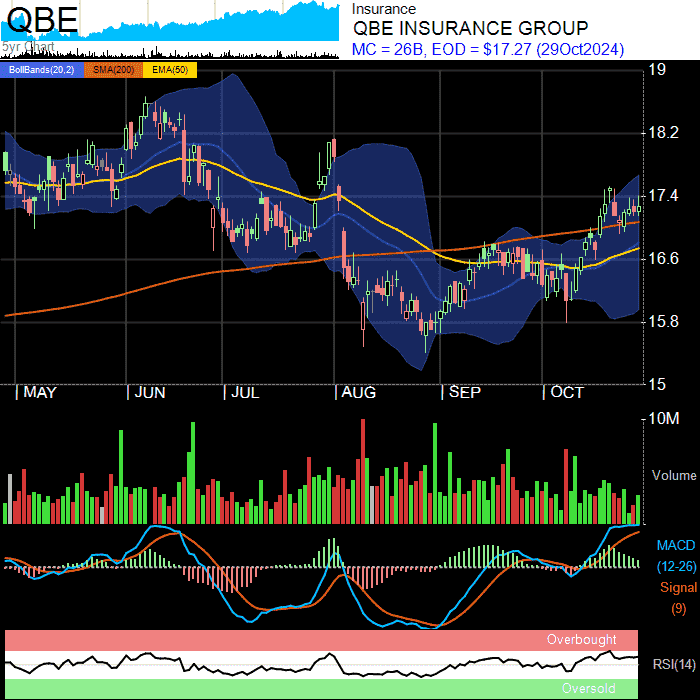 QBE
5yr Chart
Insurance
QBE INSURANCE GROUP
MC = 26B, EOD = $17.27 (29Oct2024)
BollBands(20,2) SMA(200) EMA(50)
19
18.2
17.4
16.6
15.8
15
MAY JUN JUL AUG SEP OCT
10M
Volume
MACD
(12-26)
Signal
(9)
Overbought
RSI(14)
Oversold